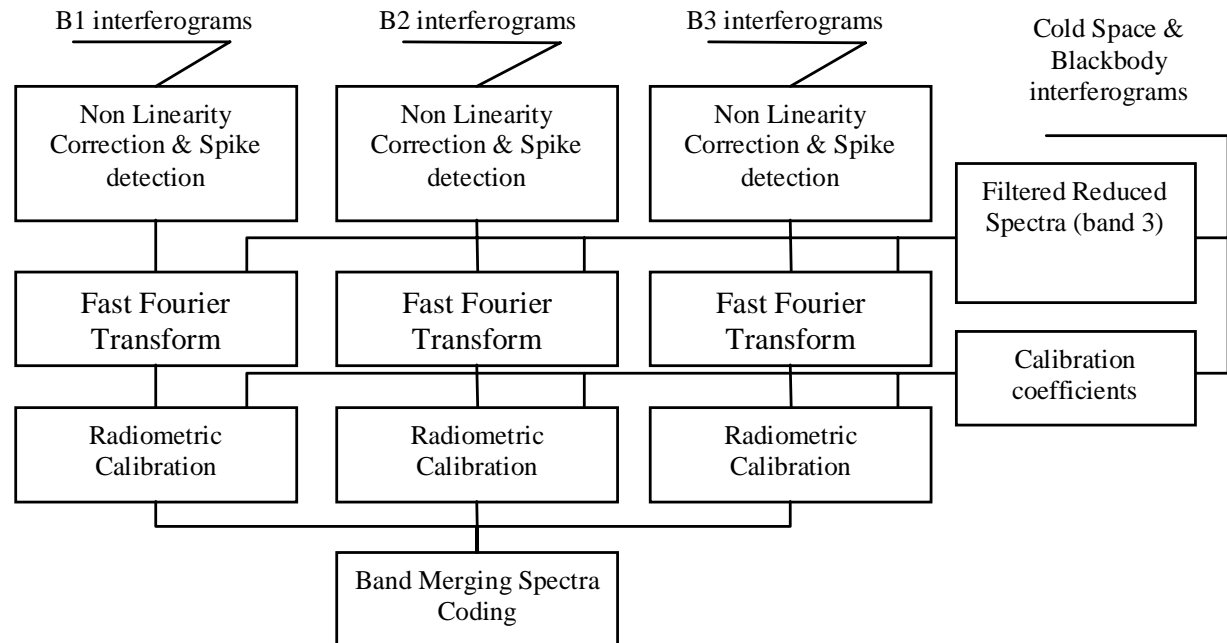 B1 interferograms
B2 interferograms
B3 interferograms
Cold Space &
Blackbody
interferograms
Non Linearity
Correction & Spike
detection
Non Linearity
Correction & Spike
detection
Non Linearity
Correction & Spike
detection
Filtered Reduced
Spectra (band 3)
Fast Fourier
Transform
Fast Fourier
Transform
Fast Fourier
Transform
Calibration
coefficients
Radiometric
Calibration
Radiometric
Calibration
Radiometric
Calibration
Band Merging Spectra
Coding